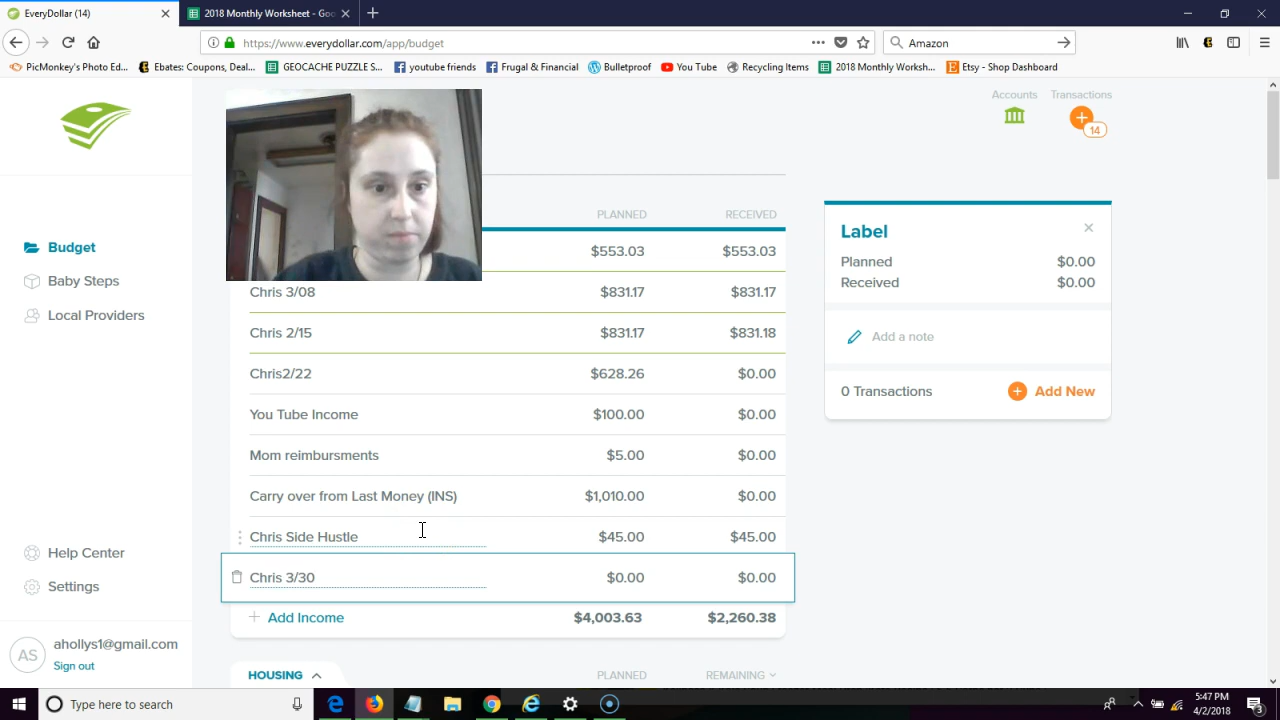 EveryDollar (14)
2018 Monthly Worksheet - Goo
https://www.everydollar.com/app/budget
Amazon
PicMonkey's Photo Ed...
Ebates: Coupons, Deal...
GEOCACHE PUZZLE S...
youtube friends
Frugal & Financial
Bulletproof
You Tube
Recycling Items
2018 Monthly Worksh...
Etsy - Shop Dashboard
Accounts
Transactions
14
Budget
Baby Steps
Local Providers
Help Center
Settings
AS
ahollys1@gmail.com
Sign out
PLANNED RECEIVED
$553.03 $553.03
Chris 3/08 $831.17 $831.17
Chris 2/15 $831.17 $831.18
Chris2/22 $628.26 $0.00
You Tube Income $100.00 $0.00
Mom reimbursments $5.00 $0.00
Carry over from Last Money (INS) $1,010.00 $0.00
Chris Side Hustle $45.00 $45.00
Chris 3/30 $0.00 $0.00
Add Income $4,003.63 $2,260.38
HOUSING PLANNED REMAINING
Label
Planned $0.00
Received $0.00
Add a note
0 Transactions Add New
Type here to search
5:47 PM
4/2/2018
3